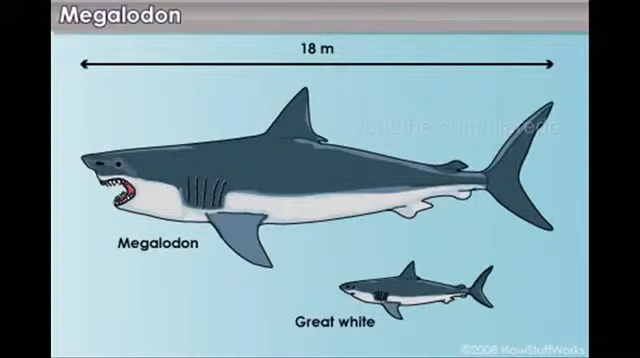 Megalodon
18 m
Megalodon
Great white
©2008 HowStuffWorks